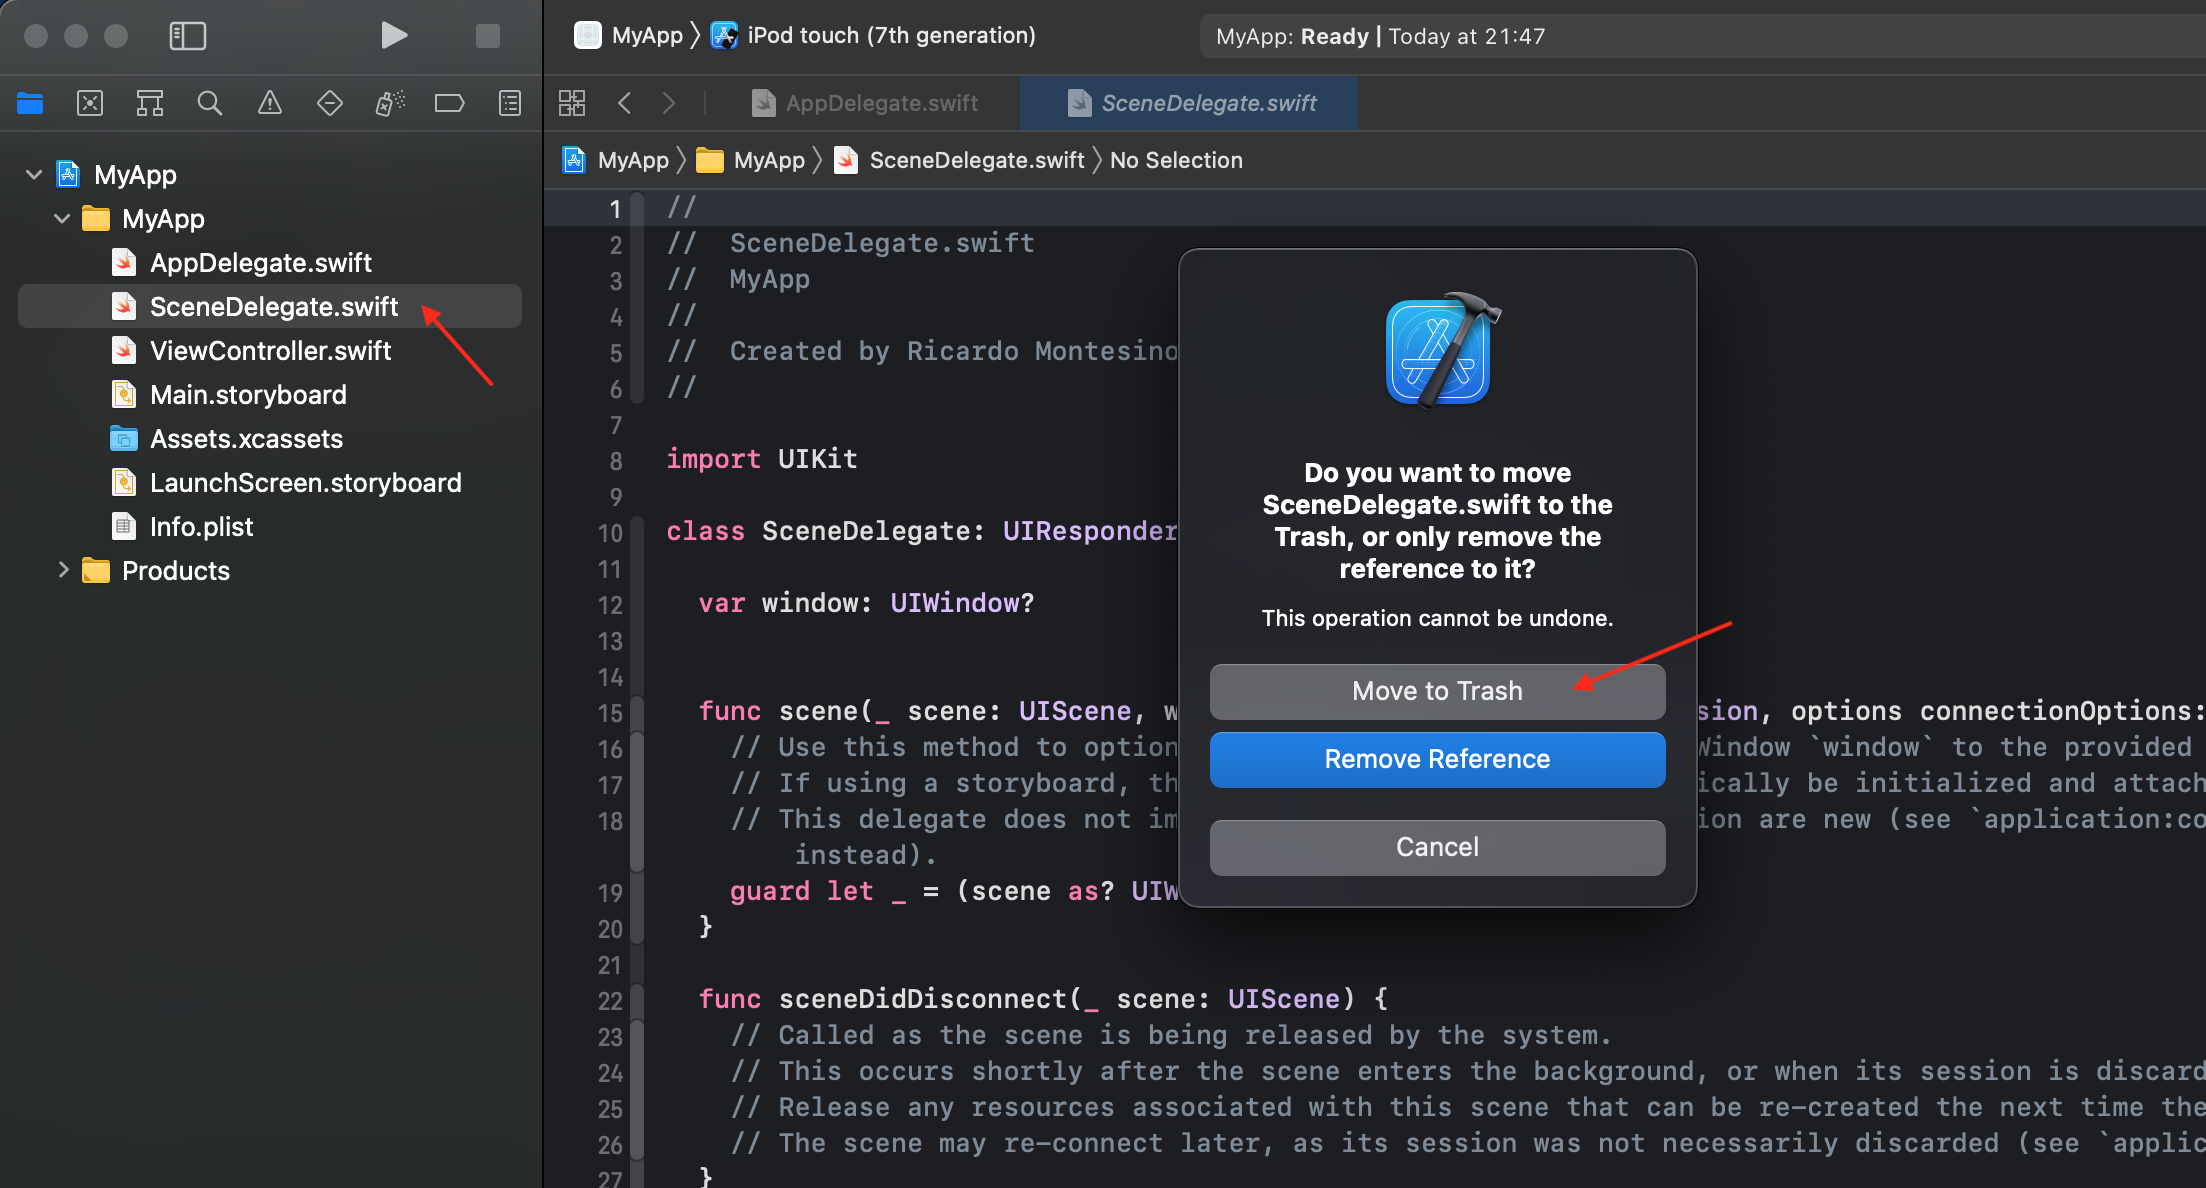 MyApp 〉 iPod touch (7th generation)
MyApp: Ready | Today at 21:47
AppDelegate.swift
SceneDelegate.swift
MyApp 〉 MyApp 〉 SceneDelegate.swift 〉 No Selection
MyApp
MyApp
AppDelegate.swift
SceneDelegate.swift
ViewController.swift
Main.storyboard
Assets.xcassets
LaunchScreen.storyboard
Info.plist
Products
1 //
2 //  SceneDelegate.swift
3 //  MyApp
4 //
5 //  Created by Ricardo Montesino
6 //
7
8 import UIKit
9
10 class SceneDelegate: UIResponder
11
12   var window: UIWindow?
13
14
15   func scene(_ scene: UIScene, w sion, options connectionOptions:
16     // Use this method to option Window `window` to the provided
17     // If using a storyboard, th ically be initialized and attach
18     // This delegate does not im ion are new (see `application:co
instead).
19     guard let _ = (scene as? UIW
20   }
21
22   func sceneDidDisconnect(_ scene: UIScene) {
23     // Called as the scene is being released by the system.
24     // This occurs shortly after the scene enters the background, or when its session is discard
25     // Release any resources associated with this scene that can be re-created the next time the
26     // The scene may re-connect later, as its session was not necessarily discarded (see `applic
27   }
Do you want to move
SceneDelegate.swift to the
Trash, or only remove the
reference to it?
This operation cannot be undone.
Move to Trash
Remove Reference
Cancel